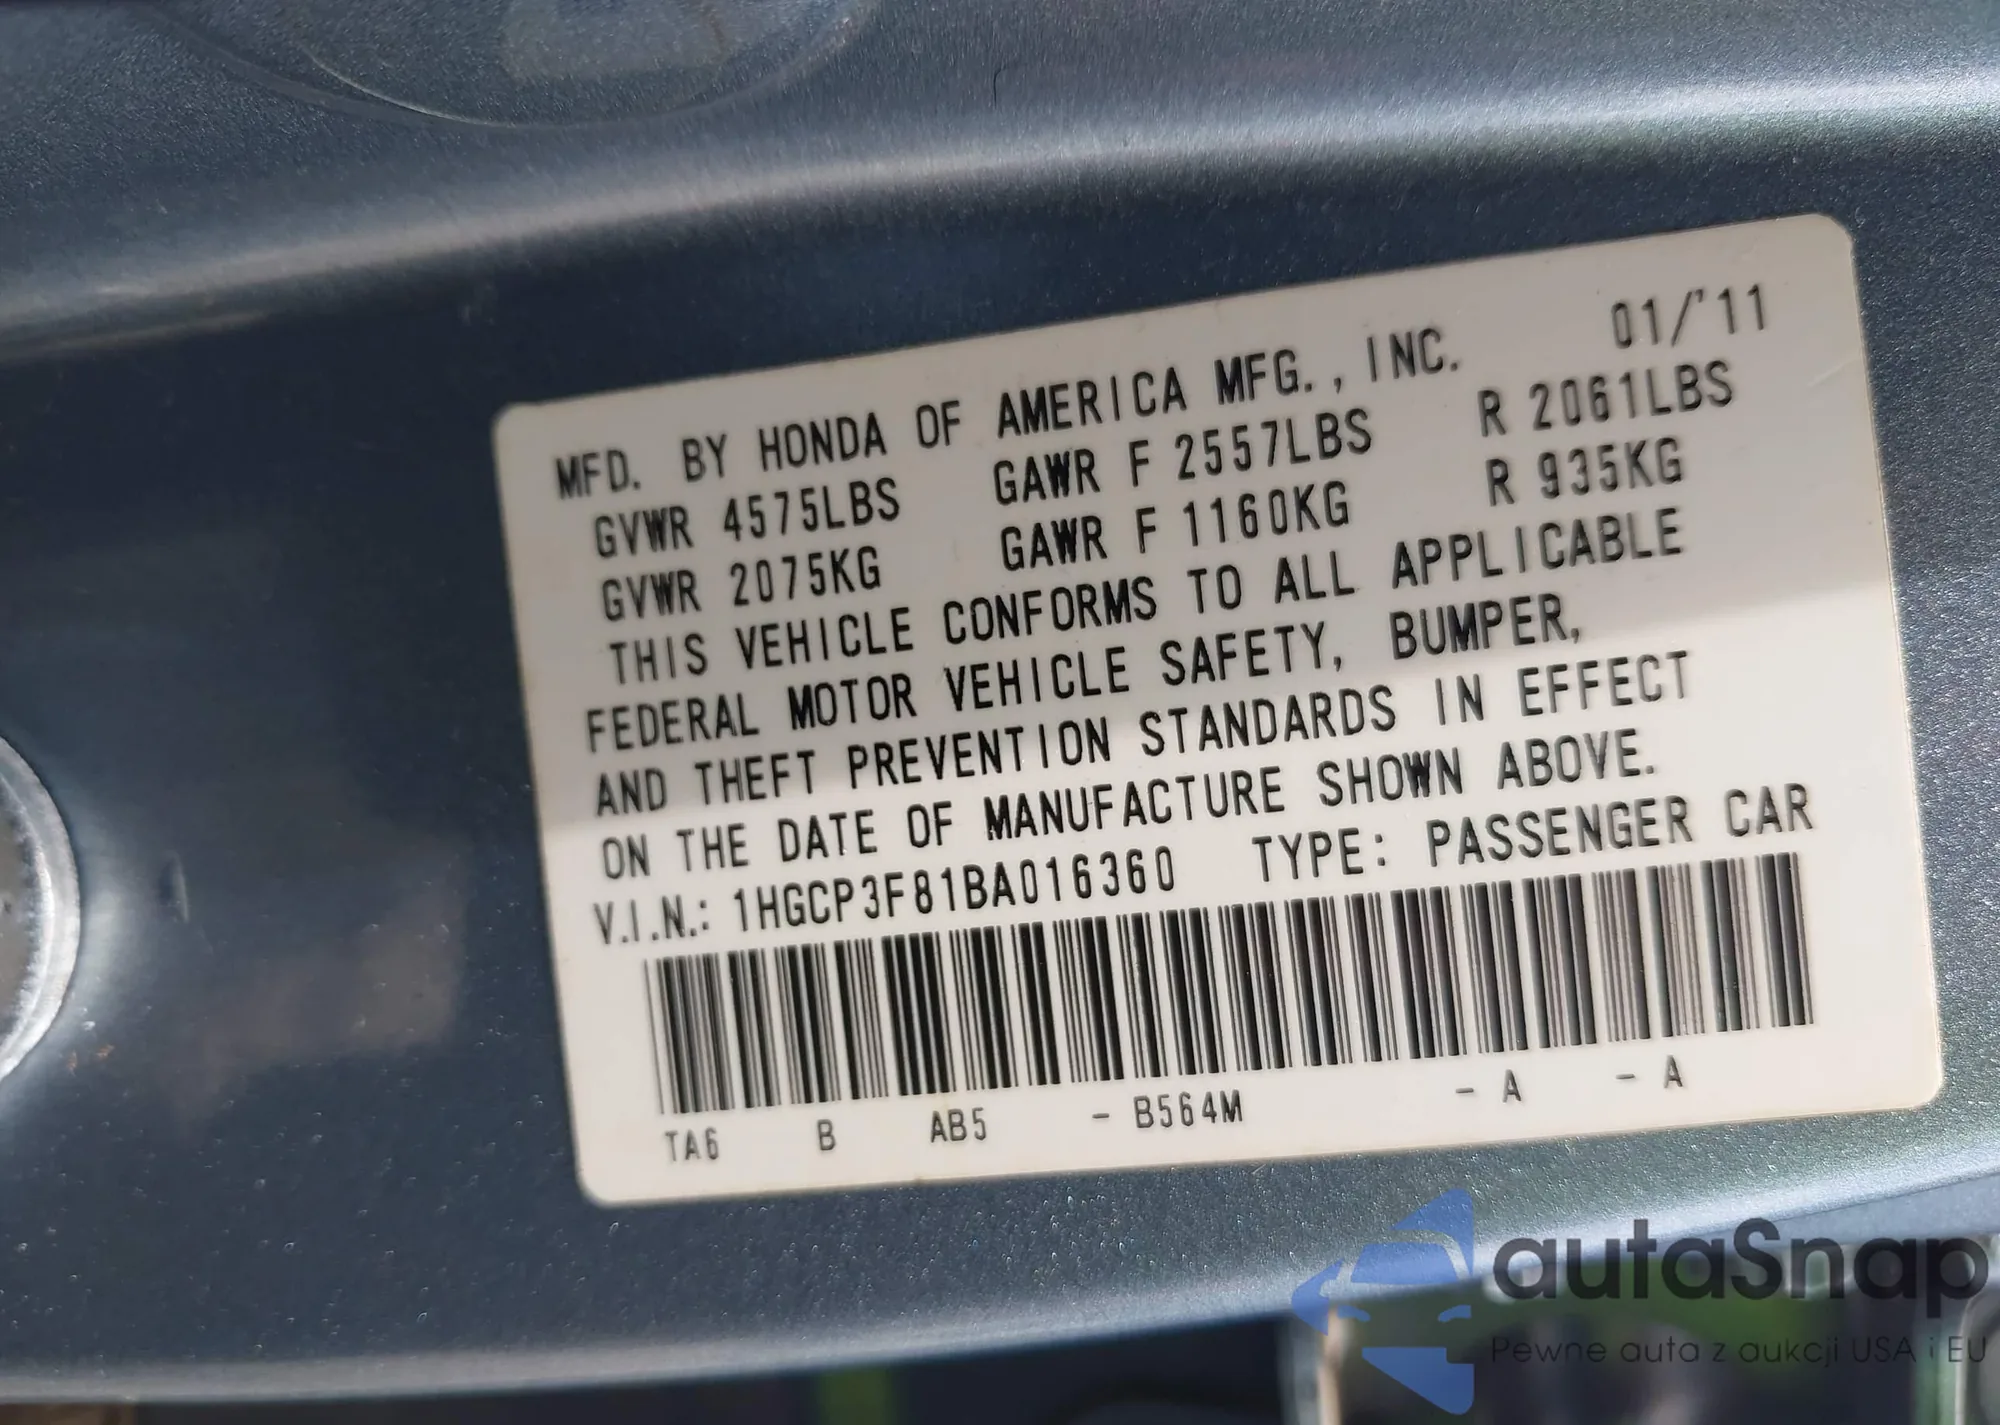 MFD. BY HONDA OF AMERICA MFG., INC. 01/'11
GVWR 4575LBS GAWR F 2557LBS R 2061LBS
GVWR 2075KG GAWR F 1160KG R 935KG
THIS VEHICLE CONFORMS TO ALL APPLICABLE
FEDERAL MOTOR VEHICLE SAFETY, BUMPER,
AND THEFT PREVENTION STANDARDS IN EFFECT
ON THE DATE OF MANUFACTURE SHOWN ABOVE.
V.I.N.: 1HGCP3F81BA016360 TYPE: PASSENGER CAR
TA6 B AB5 - B564M - A - A
autaSnap
Pewne auta z aukcji USA i EU